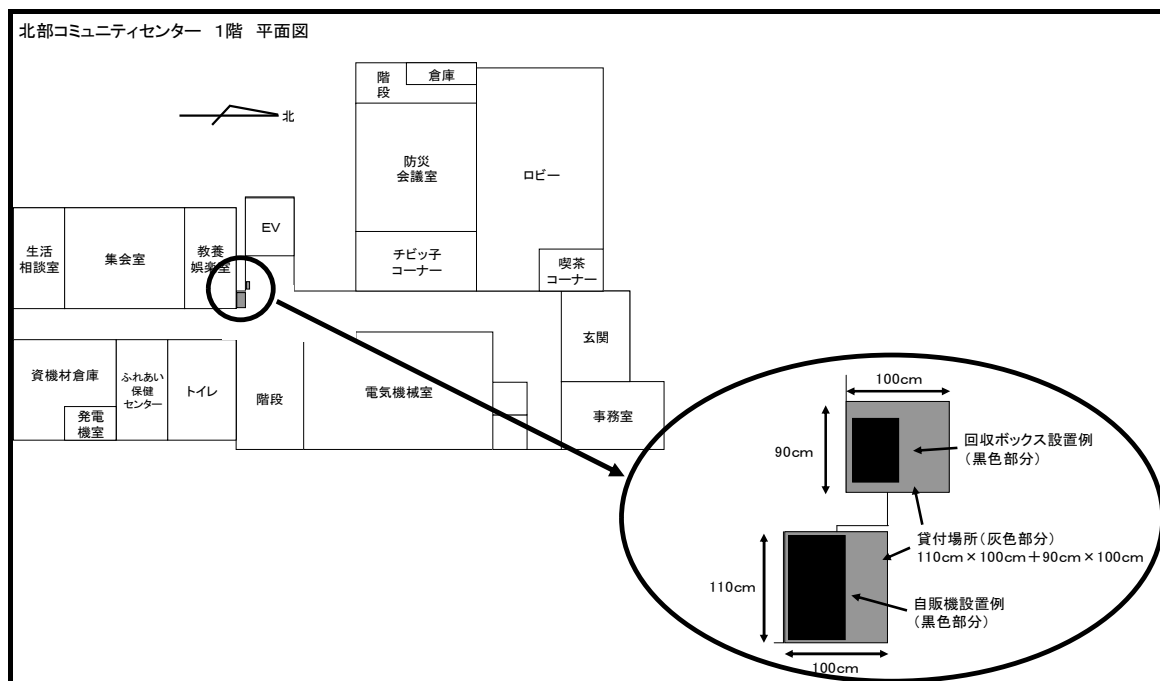 北部コミュニティセンター 1階 平面図
北
階
段
倉庫
防災
会議室
ロビー
EV
生活
相談室
集会室
教養
娯楽室
チビッ子
コーナー
喫茶
コーナー
玄関
資機材倉庫
発電
機室
ふれあい
保健
センター
トイレ
階段
電気機械室
事務室
100cm
90cm
回収ボックス設置例
(黒色部分)
貸付場所(灰色部分)
110cm×100cm+90cm×100cm
110cm
自販機設置例
(黒色部分)
100cm